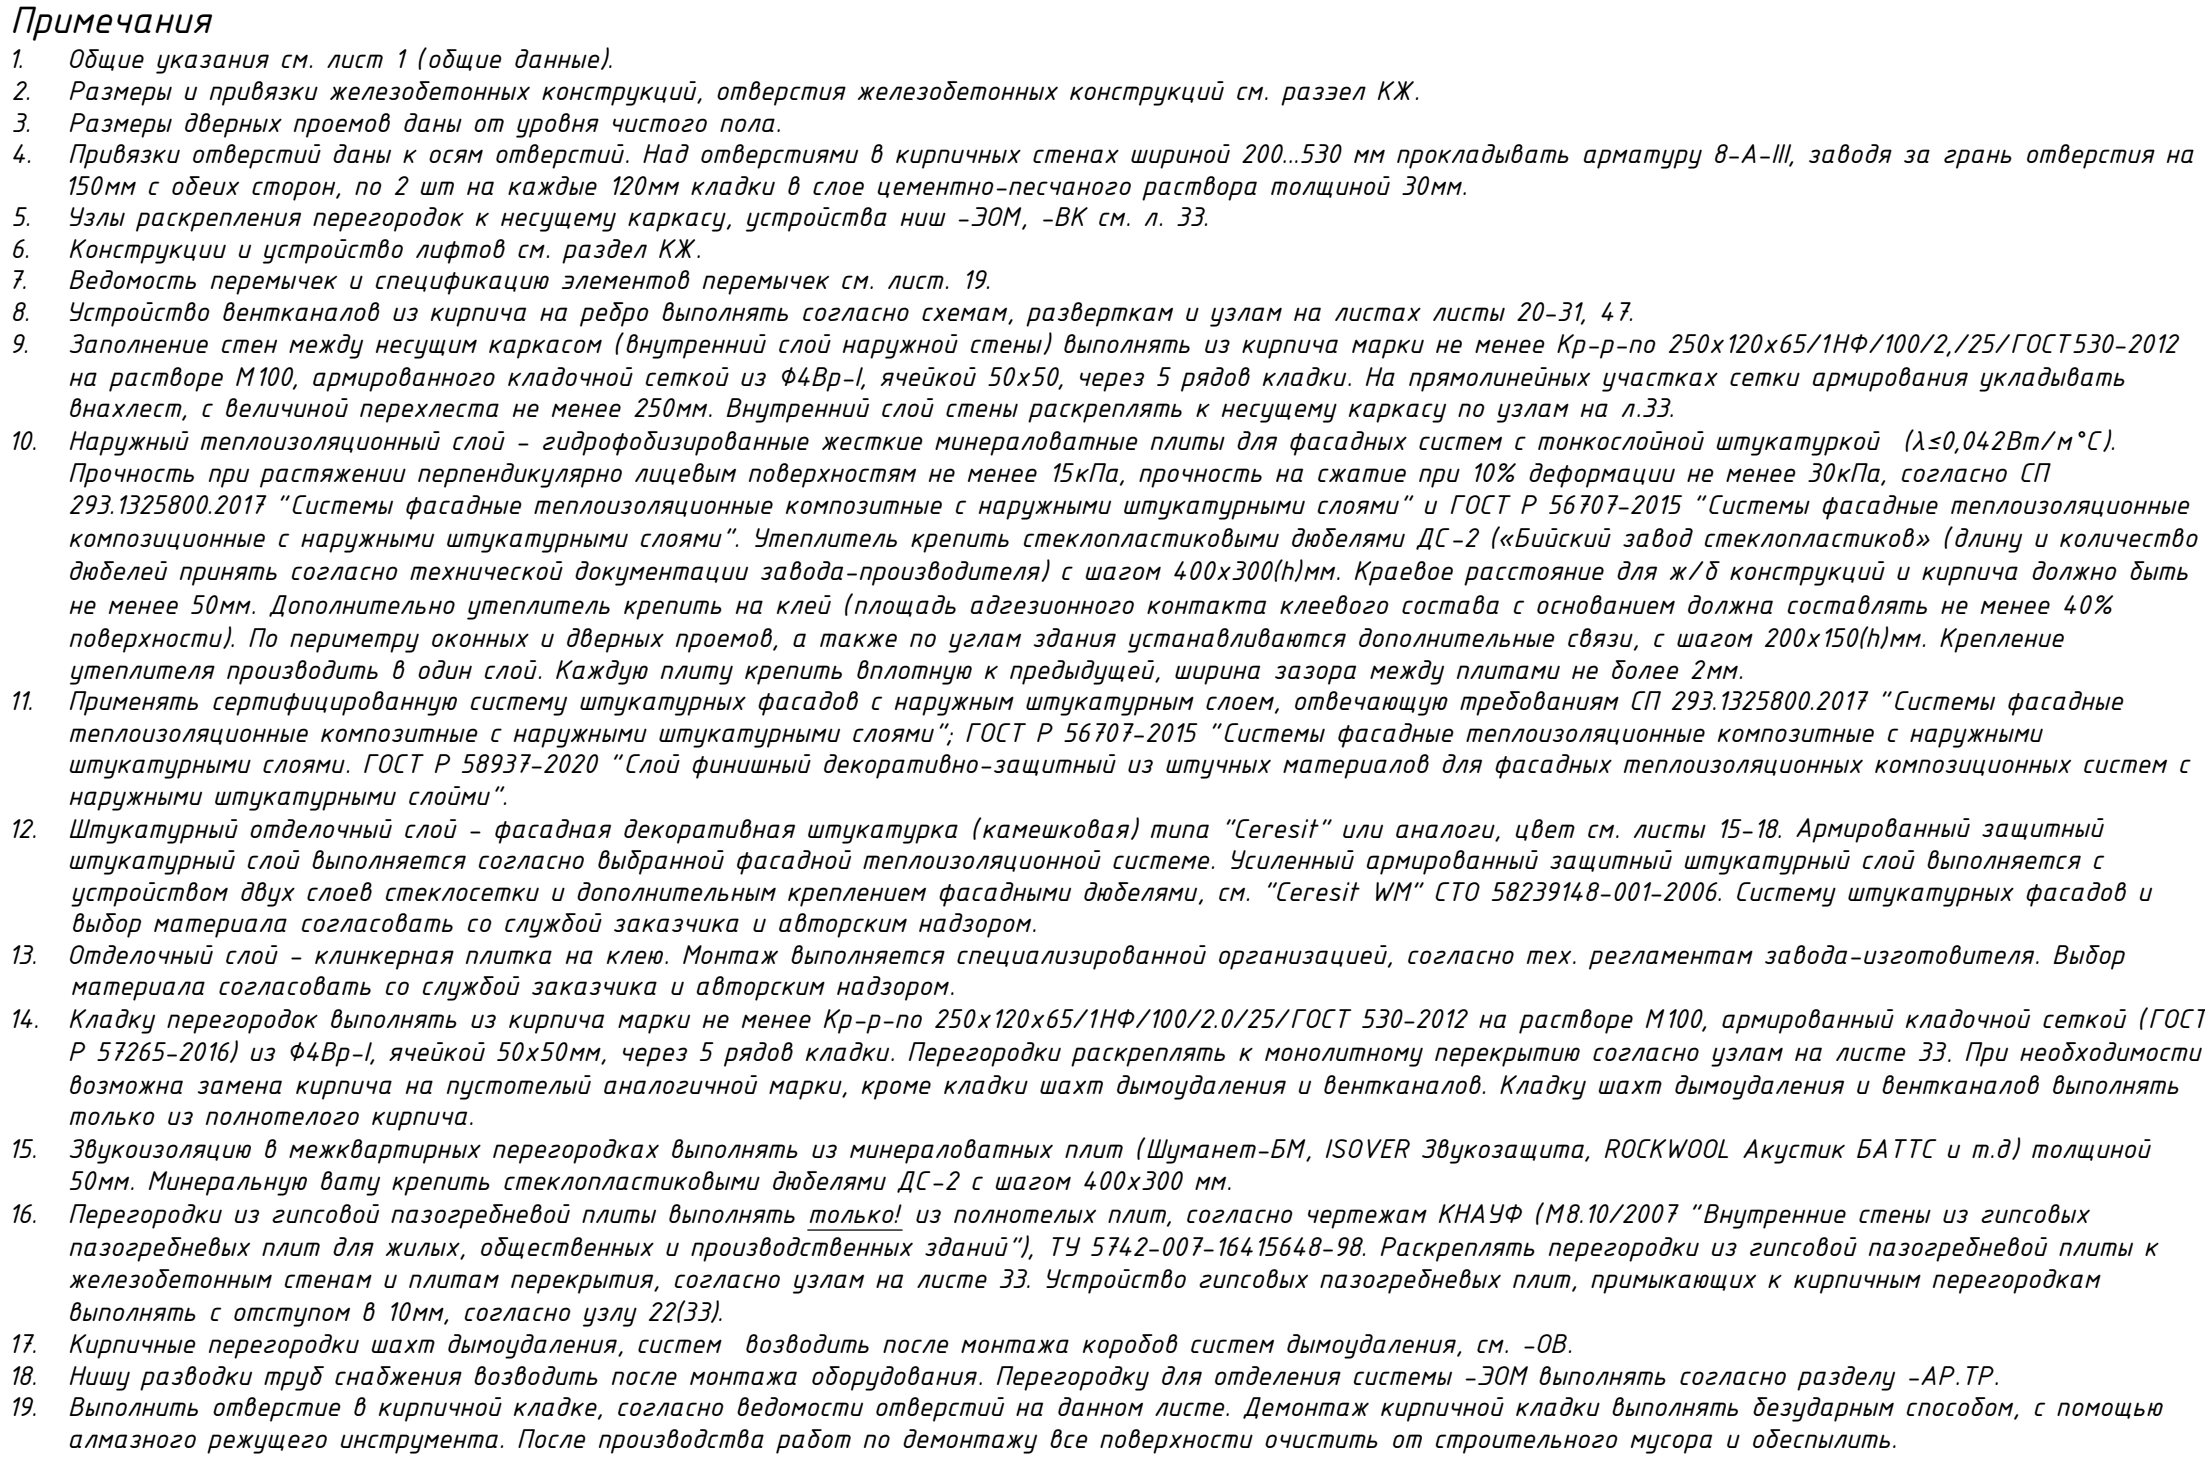 Примечания
1. Общие указания см. лист 1 (общие данные).
2. Размеры и привязки железобетонных конструкций, отверстия железобетонных конструкций см. разэел КЖ.
3. Размеры дверных проемов даны от уровня чистого пола.
4. Привязки отверстий даны к осям отверстий. Над отверстиями в кирпичных стенах шириной 200...530 мм прокладывать арматуру 8-А-III, заводя за грань отверстия на
150мм с обеих сторон, по 2 шт на каждые 120мм кладки в слое цементно-песчаного раствора толщиной 30мм.
5. Узлы раскрепления перегородок к несущему каркасу, устройства ниш -ЭОМ, -ВК см. л. 33.
6. Конструкции и устройство лифтов см. раздел КЖ.
7. Ведомость перемычек и спецификацию элементов перемычек см. лист. 19.
8. Устройство вентканалов из кирпича на ребро выполнять согласно схемам, разверткам и узлам на листах листы 20-31, 47.
9. Заполнение стен между несущим каркасом (внутренний слой наружной стены) выполнять из кирпича марки не менее Кр-р-по 250х120х65/1НФ/100/2,/25/ГОСТ530-2012
на растворе М100, армированного кладочной сеткой из Ф4Вр-I, ячейкой 50х50, через 5 рядов кладки. На прямолинейных участках сетки армирования укладывать
внахлест, с величиной перехлеста не менее 250мм. Внутренний слой стены раскреплять к несущему каркасу по узлам на л.33.
10. Наружный теплоизоляционный слой - гидрофобизированные жесткие минераловатные плиты для фасадных систем с тонкослойной штукатуркой (λ≤0,042Вт/м°С).
Прочность при растяжении перпендикулярно лицевым поверхностям не менее 15кПа, прочность на сжатие при 10% деформации не менее 30кПа, согласно СП
293.1325800.2017 "Системы фасадные теплоизоляционные композитные с наружными штукатурными слоями" и ГОСТ Р 56707-2015 "Системы фасадные теплоизоляционные
композиционные с наружными штукатурными слоями". Утеплитель крепить стеклопластиковыми дюбелями ДС-2 («Бийский завод стеклопластиков» (длину и количество
дюбелей принять согласно технической документации завода-производителя) с шагом 400х300(h)мм. Краевое расстояние для ж/б конструкций и кирпича должно быть
не менее 50мм. Дополнительно утеплитель крепить на клей (площадь адгезионного контакта клеевого состава с основанием должна составлять не менее 40%
поверхности). По периметру оконных и дверных проемов, а также по углам здания устанавливаются дополнительные связи, с шагом 200х150(h)мм. Крепление
утеплителя производить в один слой. Каждую плиту крепить вплотную к предыдущей, ширина зазора между плитами не более 2мм.
11. Применять сертифицированную систему штукатурных фасадов с наружным штукатурным слоем, отвечающую требованиям СП 293.1325800.2017 "Системы фасадные
теплоизоляционные композитные с наружными штукатурными слоями"; ГОСТ Р 56707-2015 "Системы фасадные теплоизоляционные композитные с наружными
штукатурными слоями. ГОСТ Р 58937-2020 "Слой финишный декоративно-защитный из штучных материалов для фасадных теплоизоляционных композиционных систем с
наружными штукатурными слойми".
12. Штукатурный отделочный слой - фасадная декоративная штукатурка (камешковая) типа "Ceresit" или аналоги, цвет см. листы 15-18. Армированный защитный
штукатурный слой выполняется согласно выбранной фасадной теплоизоляционной системе. Усиленный армированный защитный штукатурный слой выполняется с
устройством двух слоев стеклосетки и дополнительным креплением фасадными дюбелями, см. "Ceresit WM" СТО 58239148-001-2006. Систему штукатурных фасадов и
выбор материала согласовать со службой заказчика и авторским надзором.
13. Отделочный слой - клинкерная плитка на клею. Монтаж выполняется специализированной организацией, согласно тех. регламентам завода-изготовителя. Выбор
материала согласовать со службой заказчика и авторским надзором.
14. Кладку перегородок выполнять из кирпича марки не менее Кр-р-по 250х120х65/1НФ/100/2.0/25/ГОСТ 530-2012 на растворе М100, армированный кладочной сеткой (ГОСТ
Р 57265-2016) из Ф4Вр-I, ячейкой 50х50мм, через 5 рядов кладки. Перегородки раскреплять к монолитному перекрытию согласно узлам на листе 33. При необходимости
возможна замена кирпича на пустотелый аналогичной марки, кроме кладки шахт дымоудаления и вентканалов. Кладку шахт дымоудаления и вентканалов выполнять
только из полнотелого кирпича.
15. Звукоизоляцию в межквартирных перегородках выполнять из минераловатных плит (Шуманет-БМ, ISOVER Звукозащита, ROCKWOOL Акустик БАТТС и т.д) толщиной
50мм. Минеральную вату крепить стеклопластиковыми дюбелями ДС-2 с шагом 400х300 мм.
16. Перегородки из гипсовой пазогребневой плиты выполнять только! из полнотелых плит, согласно чертежам КНАУФ (М8.10/2007 "Внутренние стены из гипсовых
пазогребневых плит для жилых, общественных и производственных зданий"), ТУ 5742-007-16415648-98. Раскреплять перегородки из гипсовой пазогребневой плиты к
железобетонным стенам и плитам перекрытия, согласно узлам на листе 33. Устройство гипсовых пазогребневых плит, примыкающих к кирпичным перегородкам
выполнять с отступом в 10мм, согласно узлу 22(33).
17. Кирпичные перегородки шахт дымоудаления, систем возводить после монтажа коробов систем дымоудаления, см. -ОВ.
18. Нишу разводки труб снабжения возводить после монтажа оборудования. Перегородку для отделения системы -ЭОМ выполнять согласно разделу -АР.ТР.
19. Выполнить отверстие в кирпичной кладке, согласно ведомости отверстий на данном листе. Демонтаж кирпичной кладки выполнять безударным способом, с помощью
алмазного режущего инструмента. После производства работ по демонтажу все поверхности очистить от строительного мусора и обеспылить.